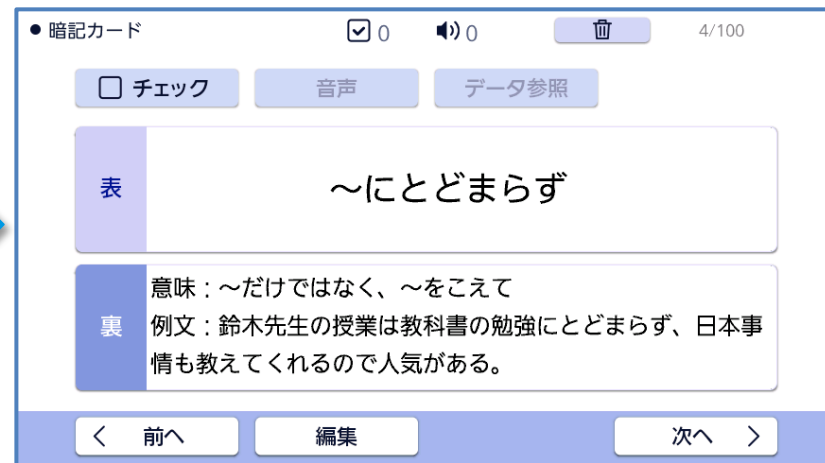 ● 暗記カード 0 0 4/100
チェック 音声 データ参照
表 ～にとどまらず
意味：～だけではなく、～をこえて
裏 例文：鈴木先生の授業は教科書の勉強にとどまらず、日本事
情も教えてくれるので人気がある。
前へ 編集 次へ